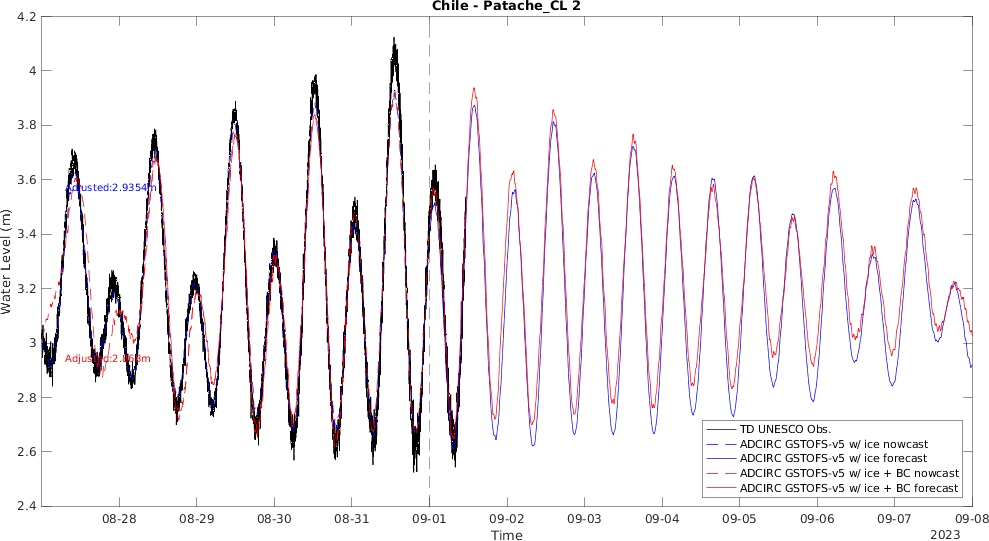 Chile - Patache_CL 2
4.2
4
3.8
3.6
3.4
3.2
3
2.8
2.6
2.4
Water Level (m)
Adjusted:2.9354m
TD UNESCO Obs.
ADCIRC GSTOFS-v5 w/ ice nowcast
ADCIRC GSTOFS-v5 w/ ice forecast
ADCIRC GSTOFS-v5 w/ ice + BC nowcast
ADCIRC GSTOFS-v5 w/ ice + BC forecast
08-28
08-29
08-30
08-31
09-01
09-02
09-03
09-04
09-05
09-06
09-07
09-08
Time
2023